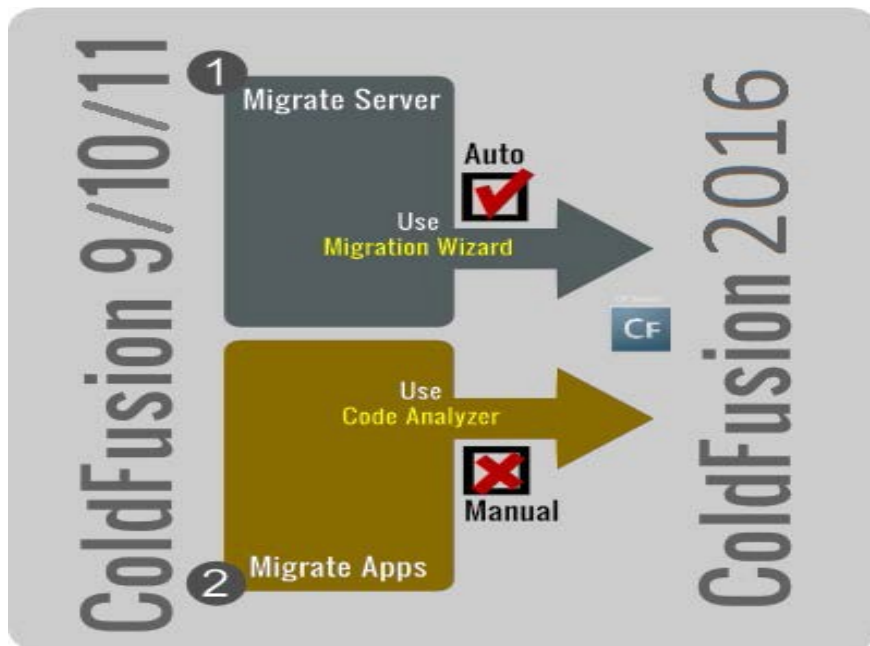 ColdFusion 9/10/11
1
Migrate Server
Auto
Use
Migration Wizard
CF
Use
Code Analyzer
Manual
2
Migrate Apps
ColdFusion 2016